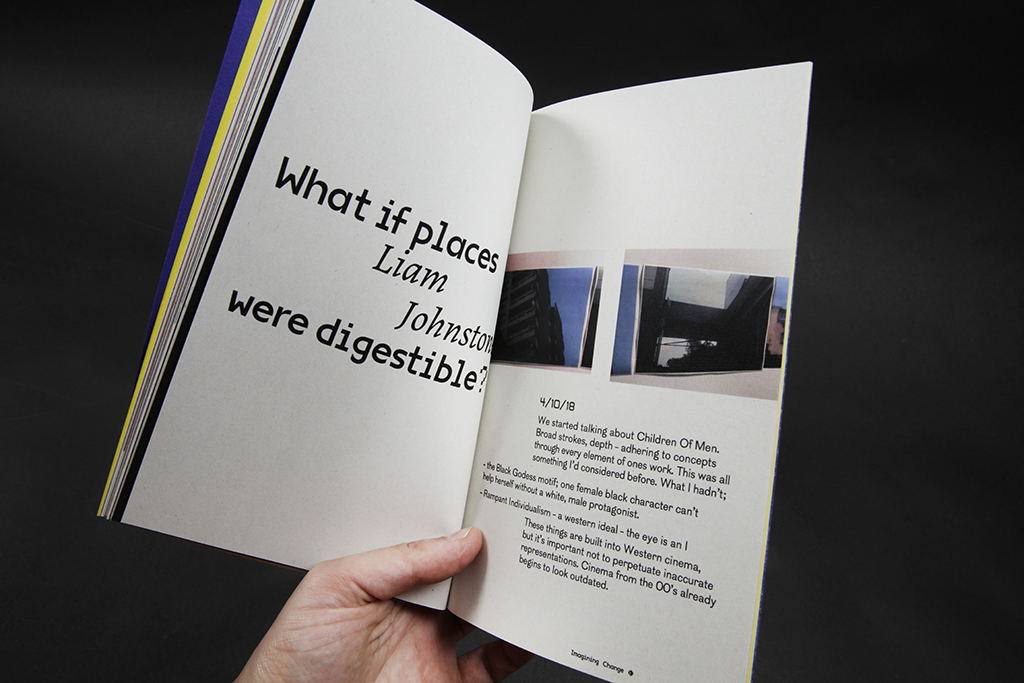 What if places
Liam
Johnston
were digestible?
4/10/18
We started talking about Children Of Men.
Broad strokes, depth - adhering to concepts
through every element of ones work. This was all
something I'd considered before. What I hadn't;
- the Black Godess motif; one female black character can't
help herself without a white, male protagonist.
- Rampant Individualism - a western ideal - the eye is an I
These things are built into Western cinema,
but it's important not to perpetuate inaccurate
representations. Cinema from the 00's already
begins to look outdated.
Imagining Change